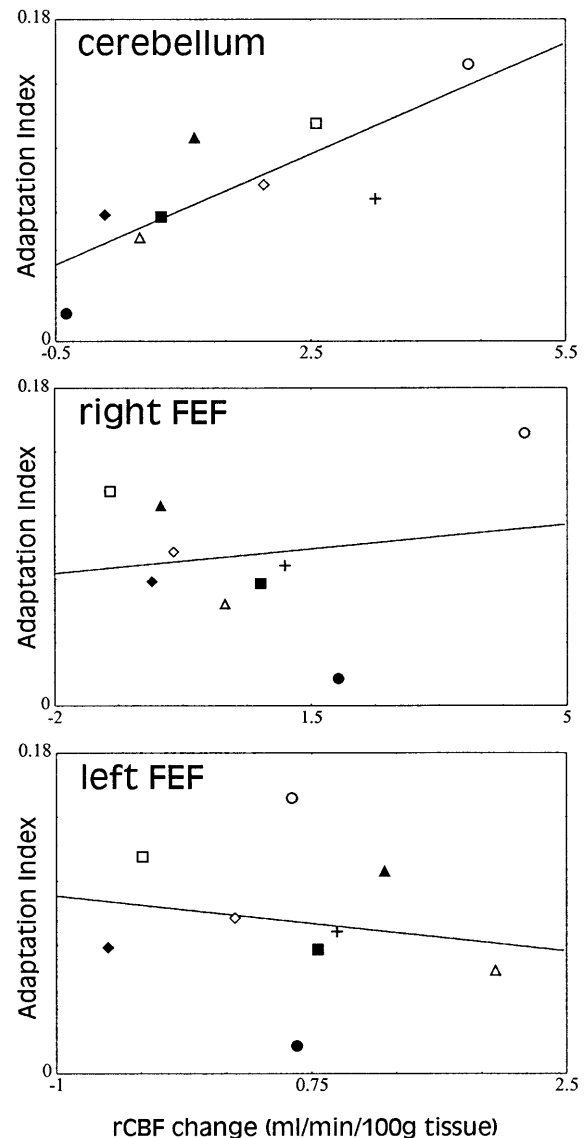 0.18
cerebellum
Adaptation Index
0
-0.5
2.5
5.5
0.18
right FEF
Adaptation Index
0
-2
1.5
5
0.18
left FEF
Adaptation Index
0
-1
0.75
2.5
rCBF change (ml/min/100g tissue)